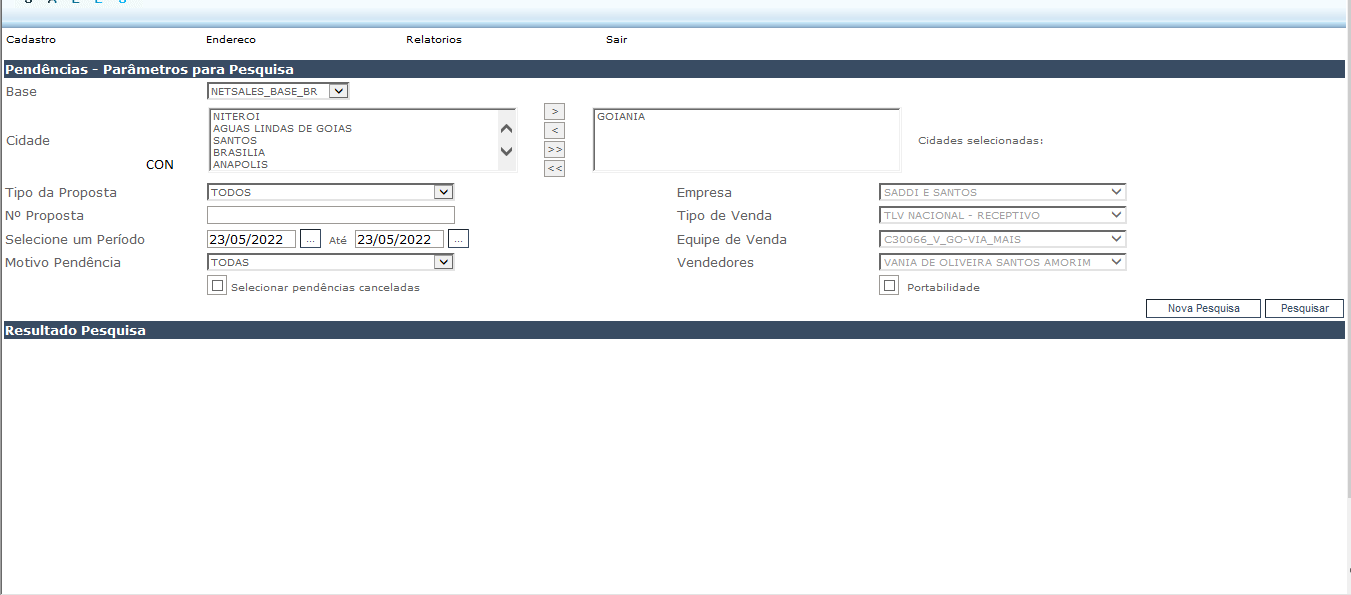 Cadastro Endereco Relatorios Sair
Pendências - Parâmetros para Pesquisa
Base NETSALES_BASE_BR
NITEROI > GOIANIA
AGUAS LINDAS DE GOIAS <
Cidade SANTOS Cidades selecionadas:
BRASILIA >>
CON ANAPOLIS <<
Tipo da Proposta TODOS Empresa SADDI E SANTOS
Nº Proposta Tipo de Venda TLV NACIONAL - RECEPTIVO
Selecione um Período 23/05/2022 ... Até 23/05/2022 ... Equipe de Venda C30066_V_GO-VIA_MAIS
Motivo Pendência TODAS Vendedores VANIA DE OLIVEIRA SANTOS AMORIM
Selecionar pendências canceladas Portabilidade
Nova Pesquisa Pesquisar
Resultado Pesquisa